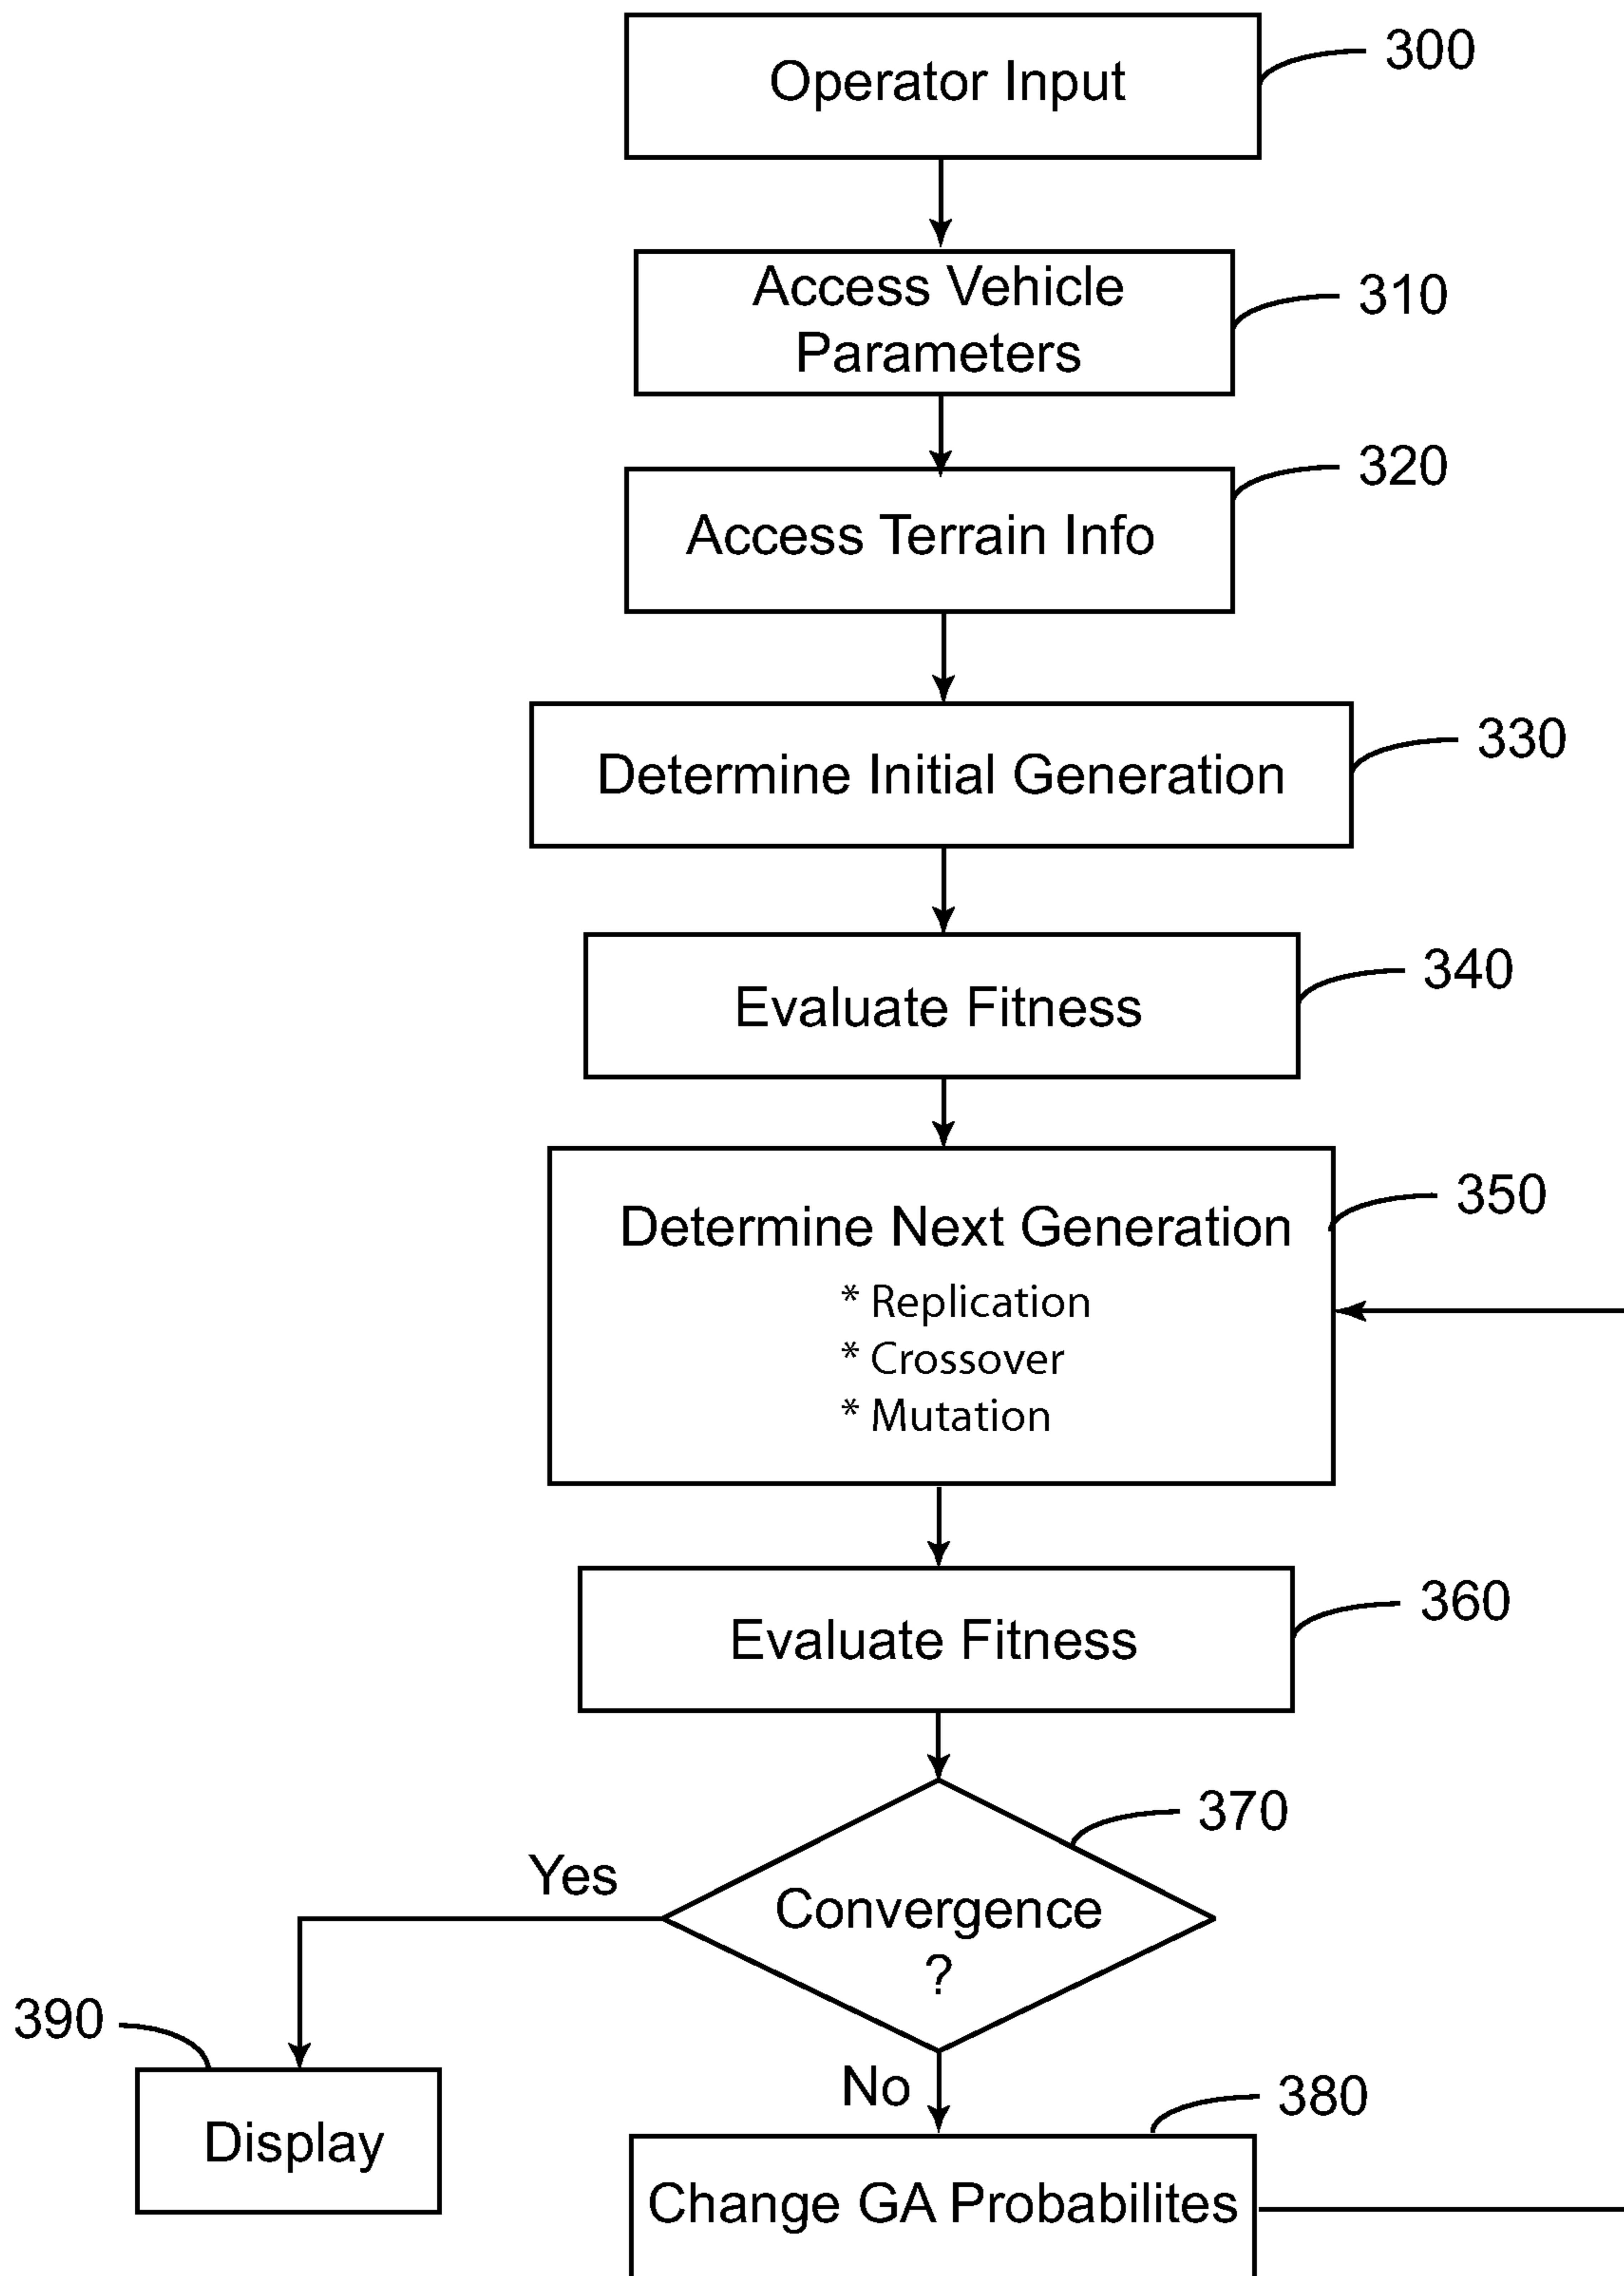 Operator Input
300
Access Vehicle
Parameters
310
320
Access Terrain Info
330
Determine Initial Generation
340
Evaluate Fitness
350
Determine Next Generation
* Replication
* Crossover
* Mutation
360
Evaluate Fitness
370
Yes
Convergence
?
390
No
380
Display
Change GA Probabilites